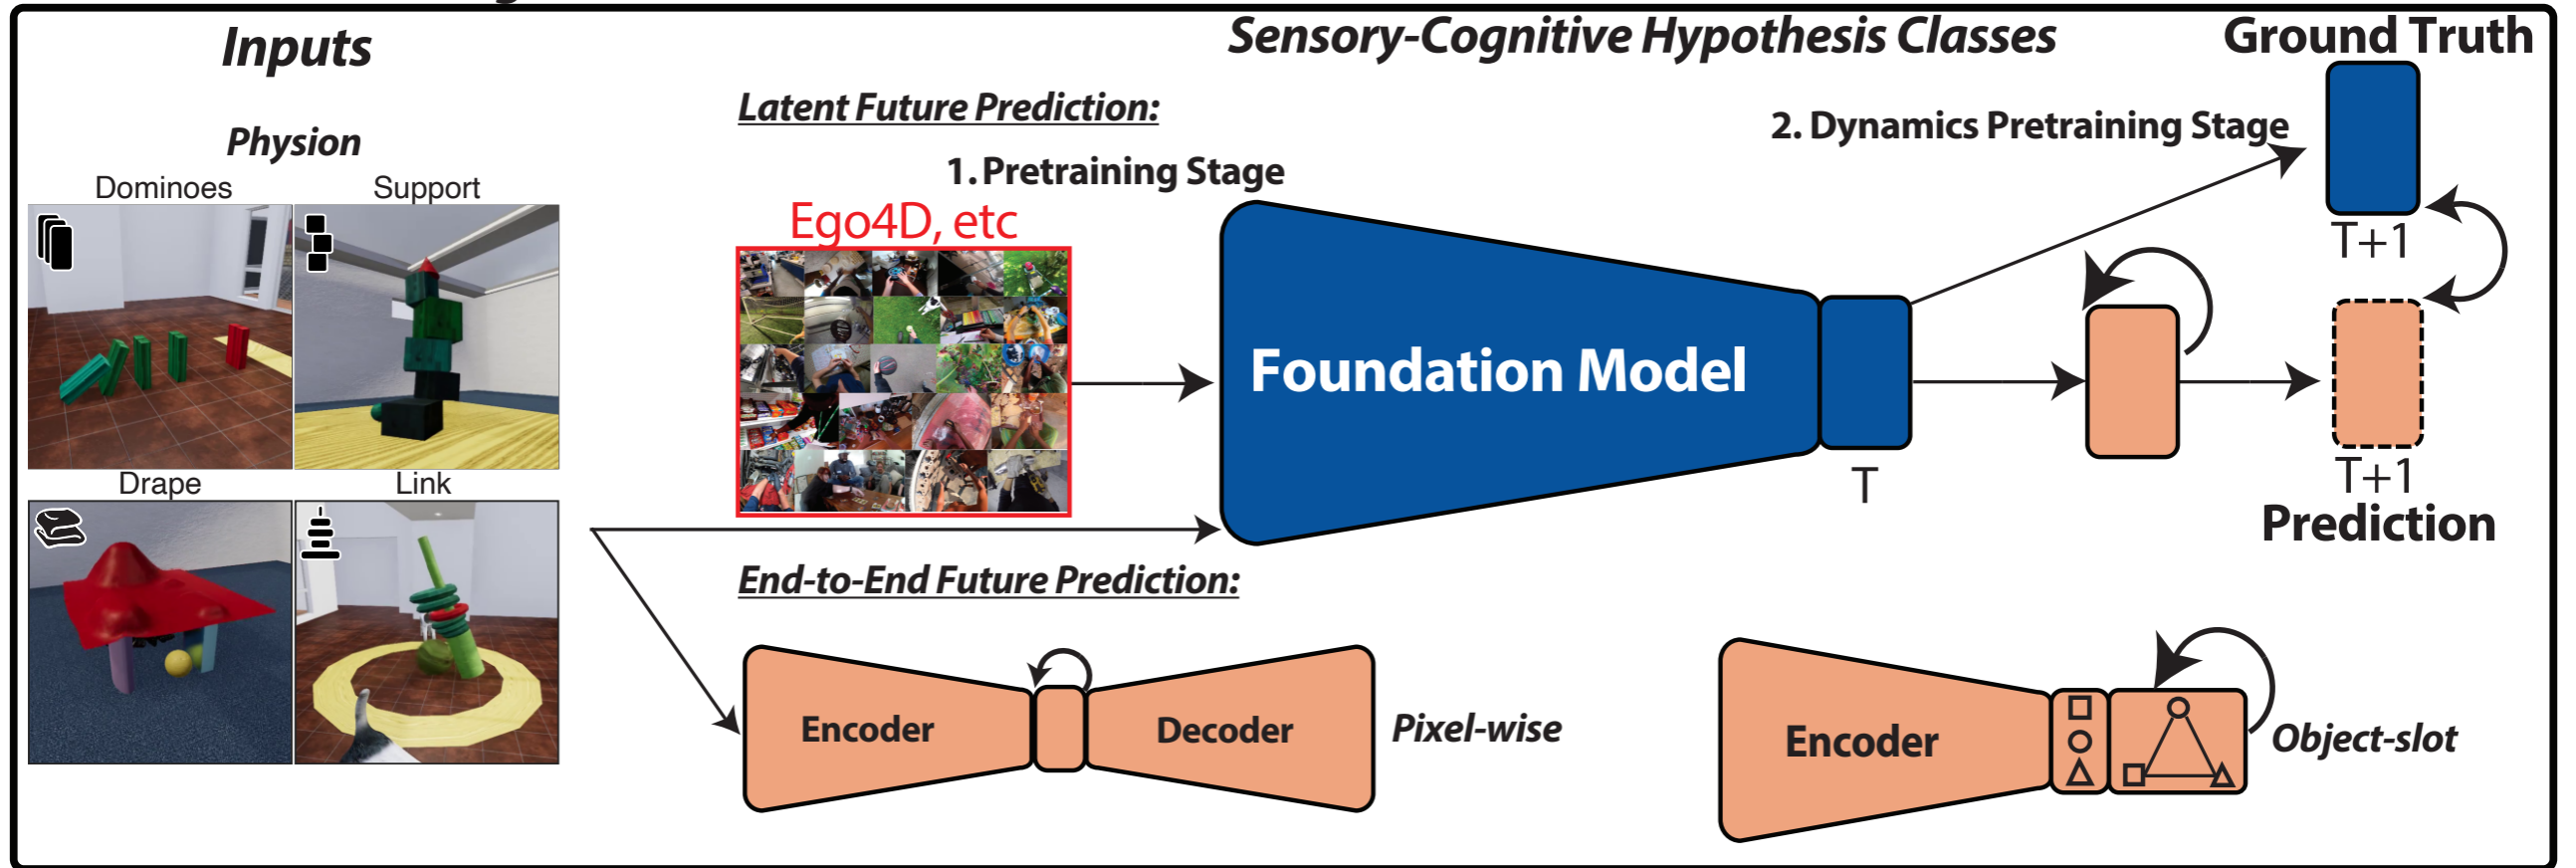 Inputs
Sensory-Cognitive Hypothesis Classes
Ground Truth
Physion
Dominoes
Support
Drape
Link
Latent Future Prediction:
1. Pretraining Stage
Ego4D, etc
Foundation Model
T
2. Dynamics Pretraining Stage
T+1
T+1
Prediction
End-to-End Future Prediction:
Encoder
Decoder
Pixel-wise
Encoder
Object-slot